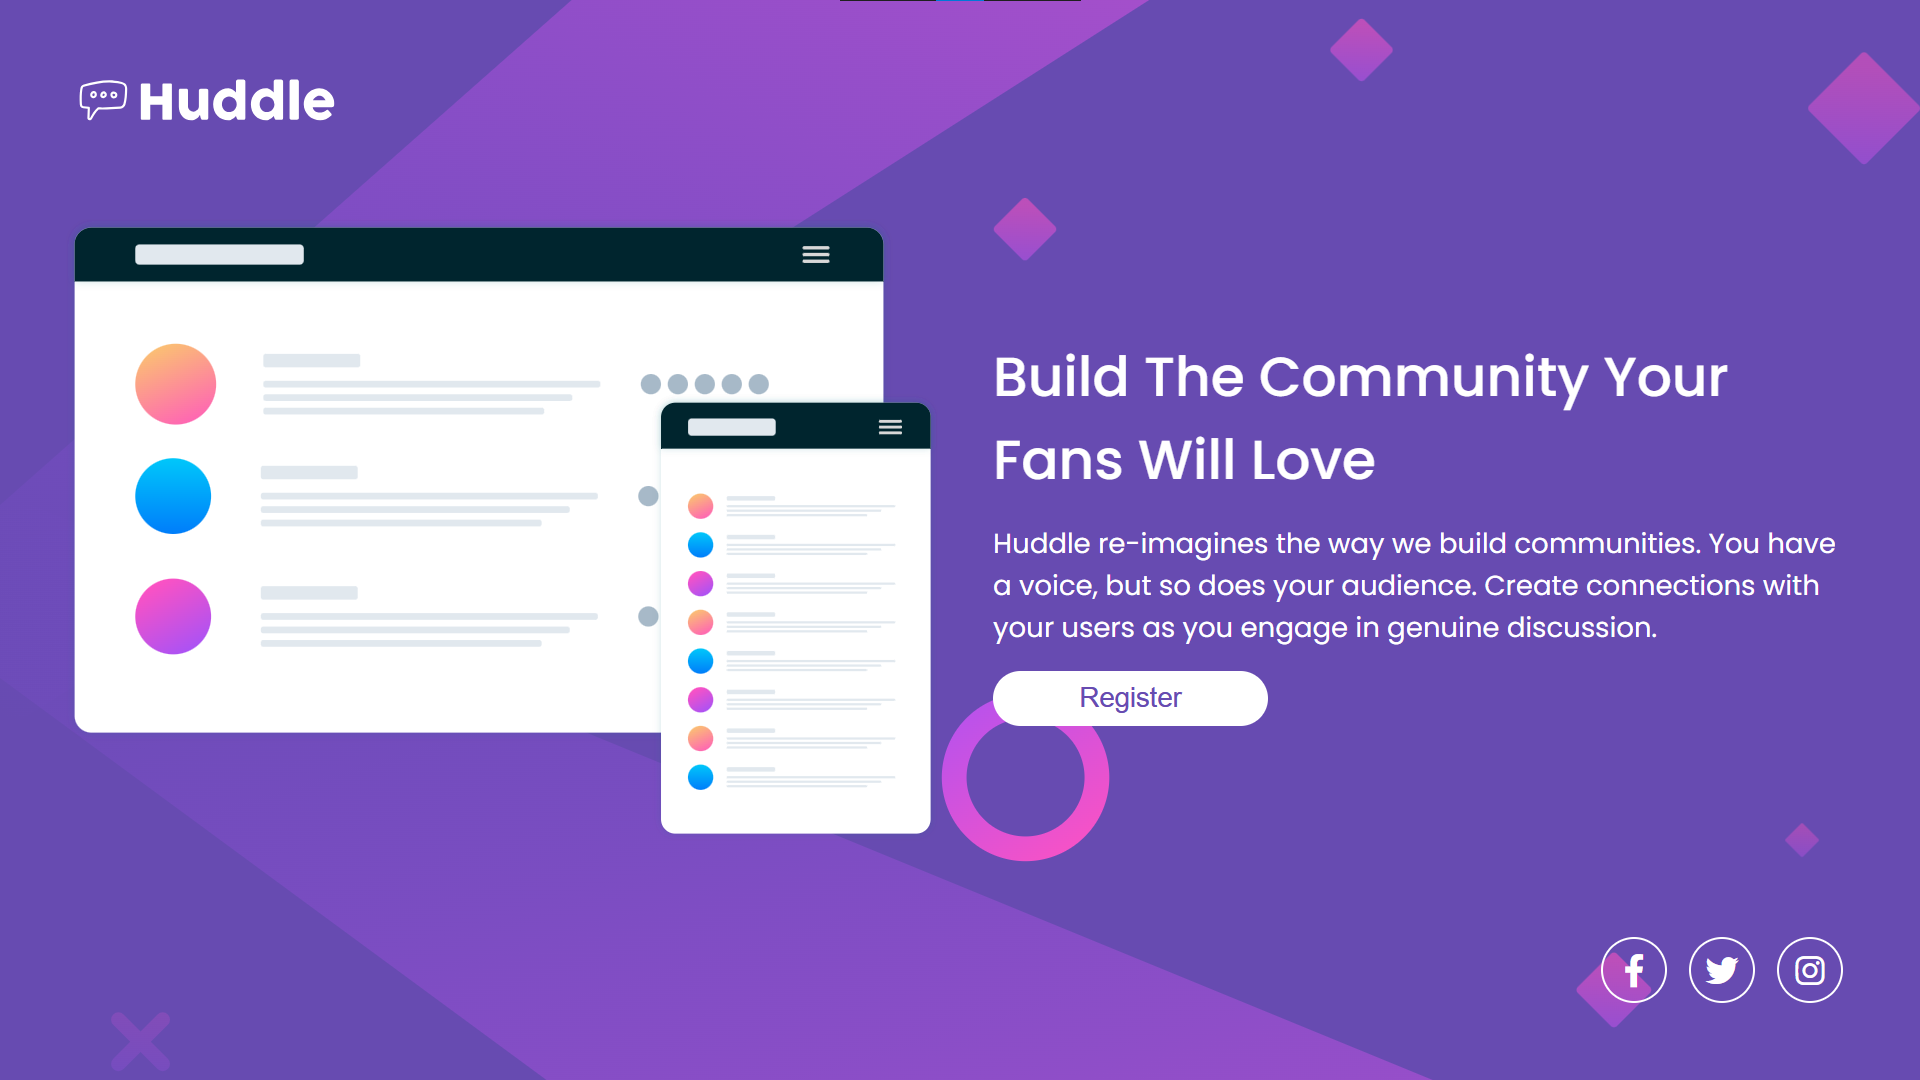 Huddle
Build The Community Your
Fans Will Love
Huddle re-imagines the way we build communities. You have
a voice, but so does your audience. Create connections with
your users as you engage in genuine discussion.
Register